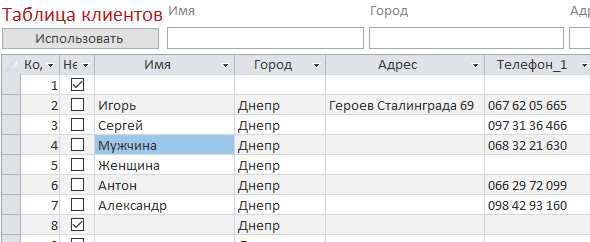 Таблица клиентов Имя Город Адр
Использовать
Код Не Имя Город Адрес Телефон_1
1
2 Игорь Днепр Героев Сталинграда 69 067 62 05 665
3 Сергей Днепр 097 31 36 466
4 Мужчина Днепр 068 32 21 630
5 Женщина Днепр
6 Антон Днепр 066 29 72 099
7 Александр Днепр 098 42 93 160
8 Днепр